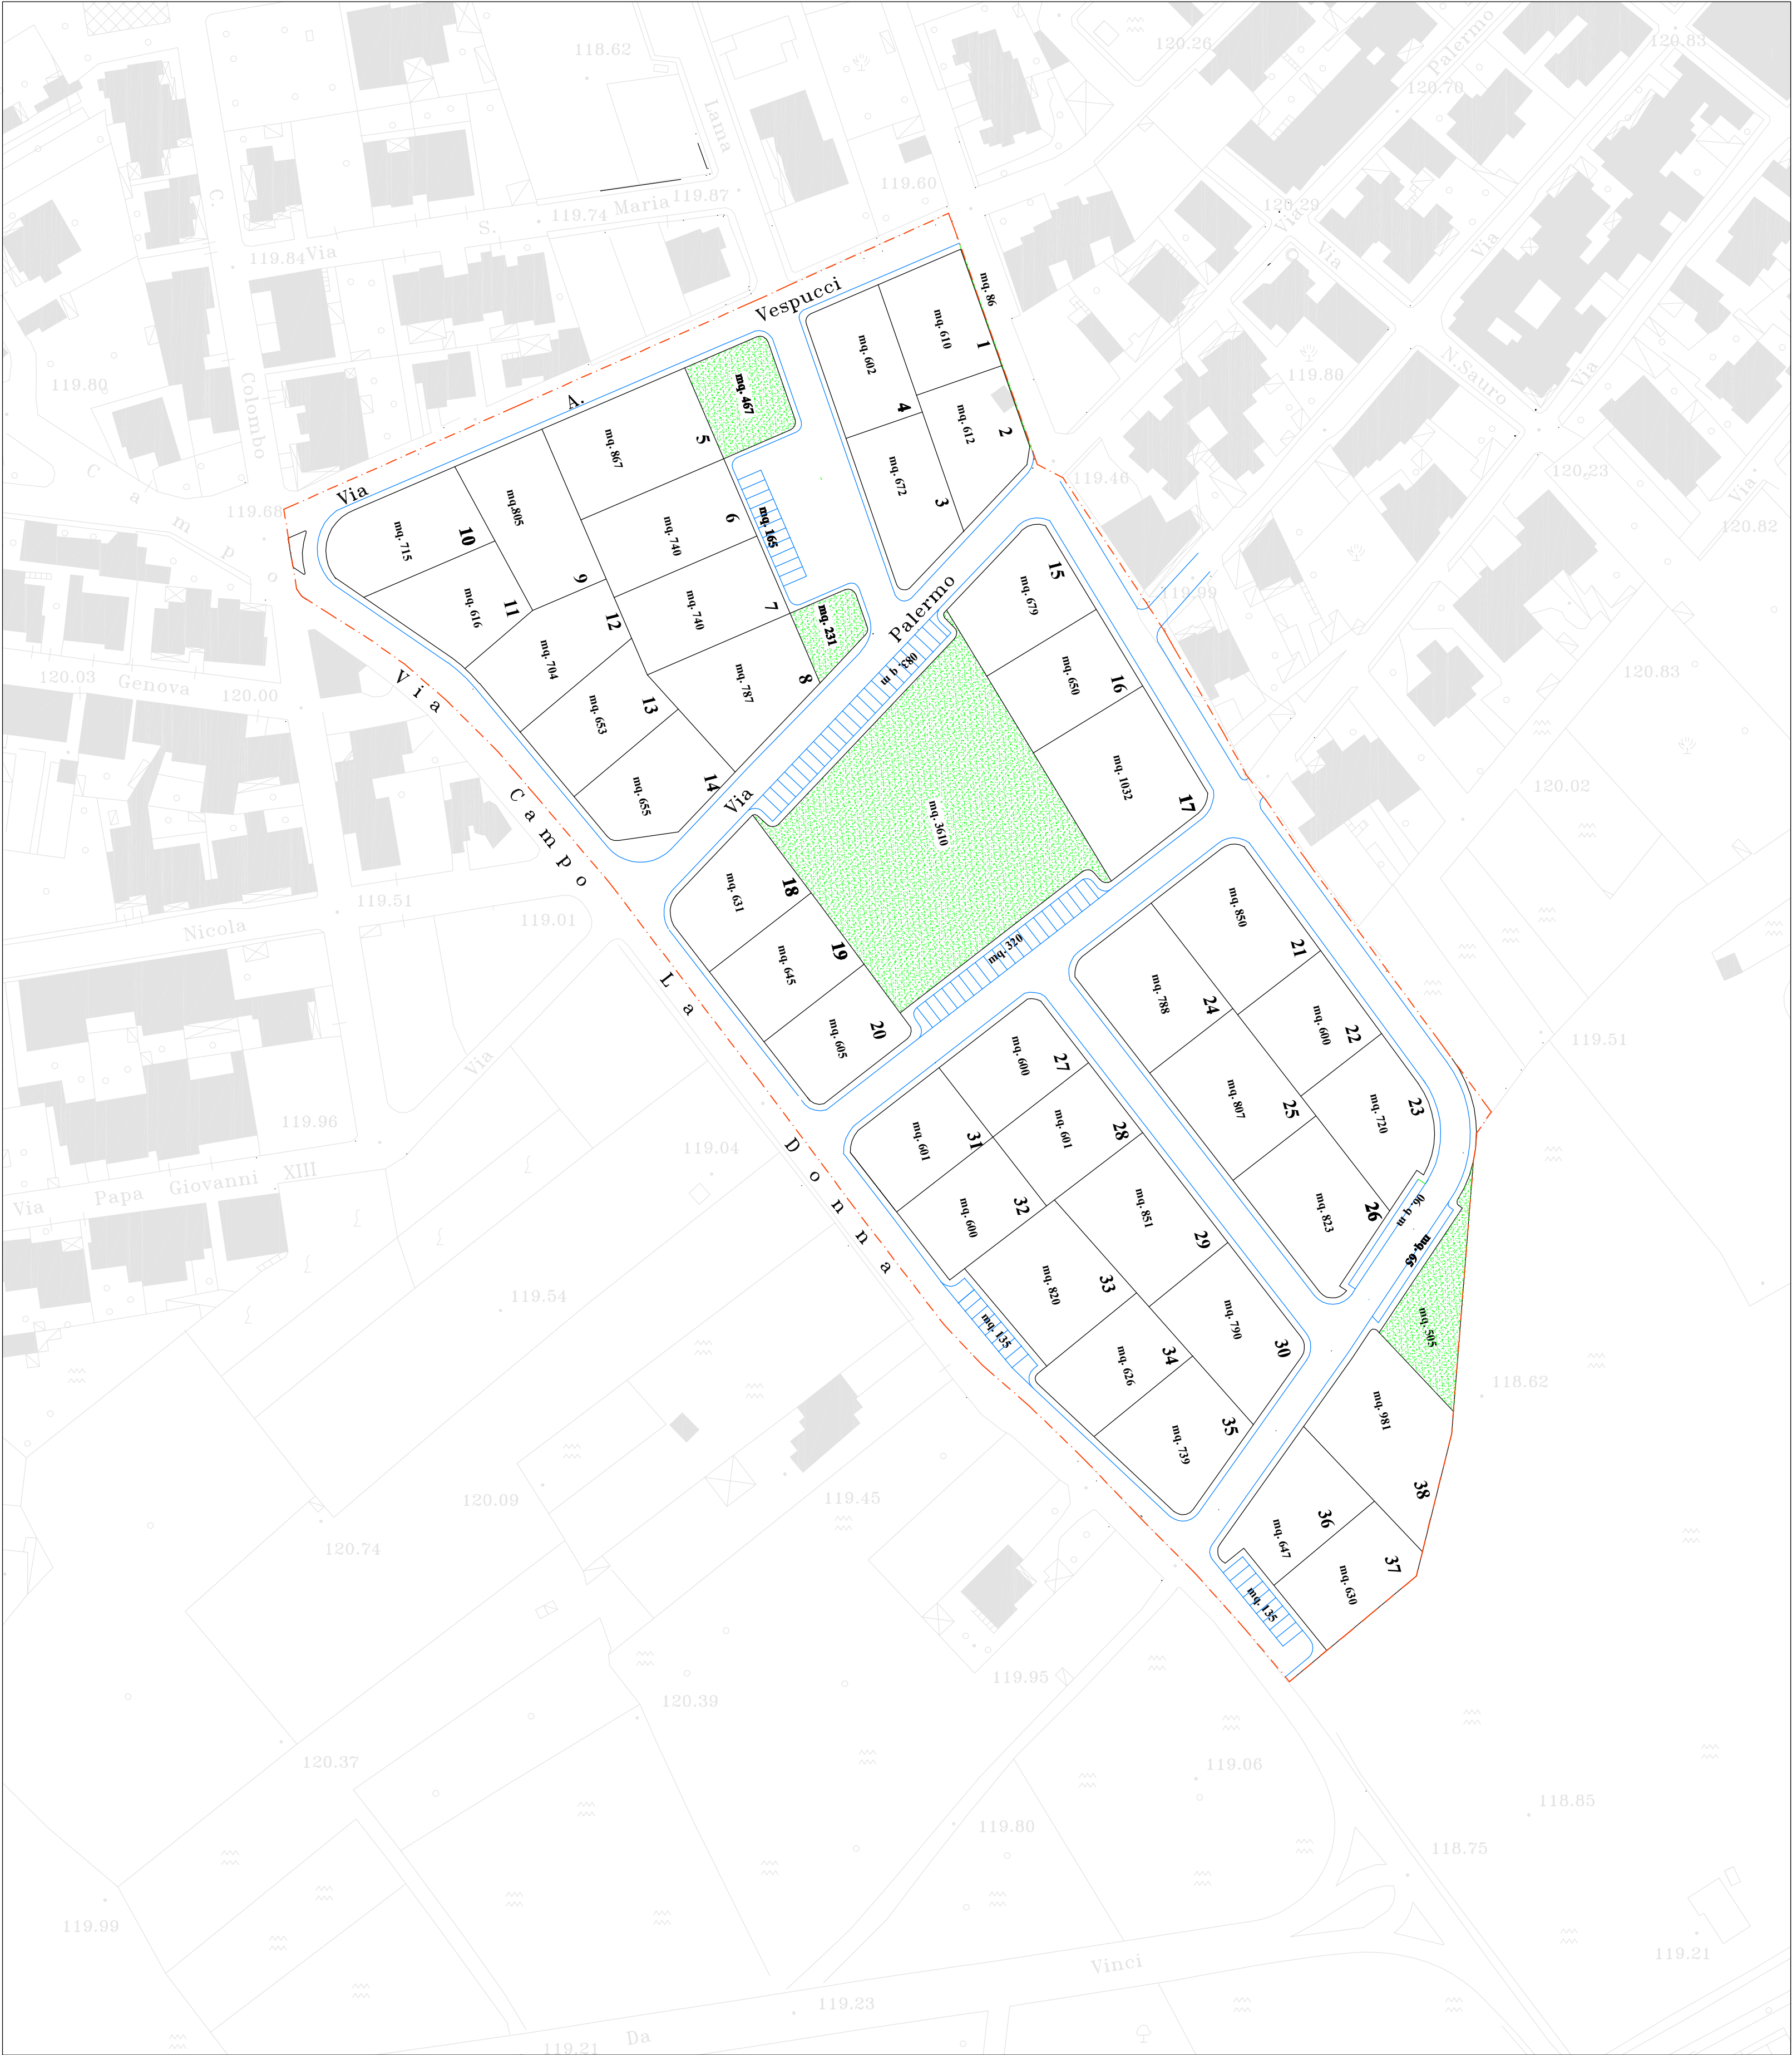 118.62
120.26
Palermo
120.83
120.70
Lama
119.60
119.87
Maria
119.74
S.
Via
119.84
C.
Colombo
120.29
Via
Via
Via
mq. 86
Vespucci
A.
Via
mq. 610
1
mq. 602
4
mq. 612
2
mq. 672
3
119.80
119.80
N.Sauro
Via
mq. 467
5
mq. 867
mq.805
9
10
mq. 715
119.68
Campo
119.46
120.23
Via
120.82
6
mq. 740
mq. 165
7
mq. 740
mq. 231
8
mq. 787
11
mq. 616
12
mq. 704
13
mq. 653
14
mq. 655
15
mq. 679
119.99
Palermo
Via
083. q m
16
mq. 650
17
mq. 1032
120.83
120.02
120.03
Genova
120.00
Via
Campo
La
Donna
mq. 3610
18
mq. 631
19
mq. 645
20
mq. 605
mq. 320
119.51
119.01
Nicola
Via
119.96
Via
Papa
Giovanni
XIII
119.04
119.54
21
mq. 850
22
mq. 600
23
mq. 720
24
mq. 788
25
mq. 807
26
mq. 823
06. q m
mq. 65
mq. 505
119.51
27
mq. 600
28
mq. 601
29
mq. 851
30
mq. 790
31
mq. 601
32
mq. 600
33
mq. 820
34
mq. 626
35
mq. 739
mq. 135
118.62
mq. 981
38
36
mq. 647
37
mq. 630
mq. 135
120.09
119.45
120.74
119.95
120.39
120.37
119.06
118.85
119.80
118.75
119.99
119.21
Vinci
119.23
Da
119.21